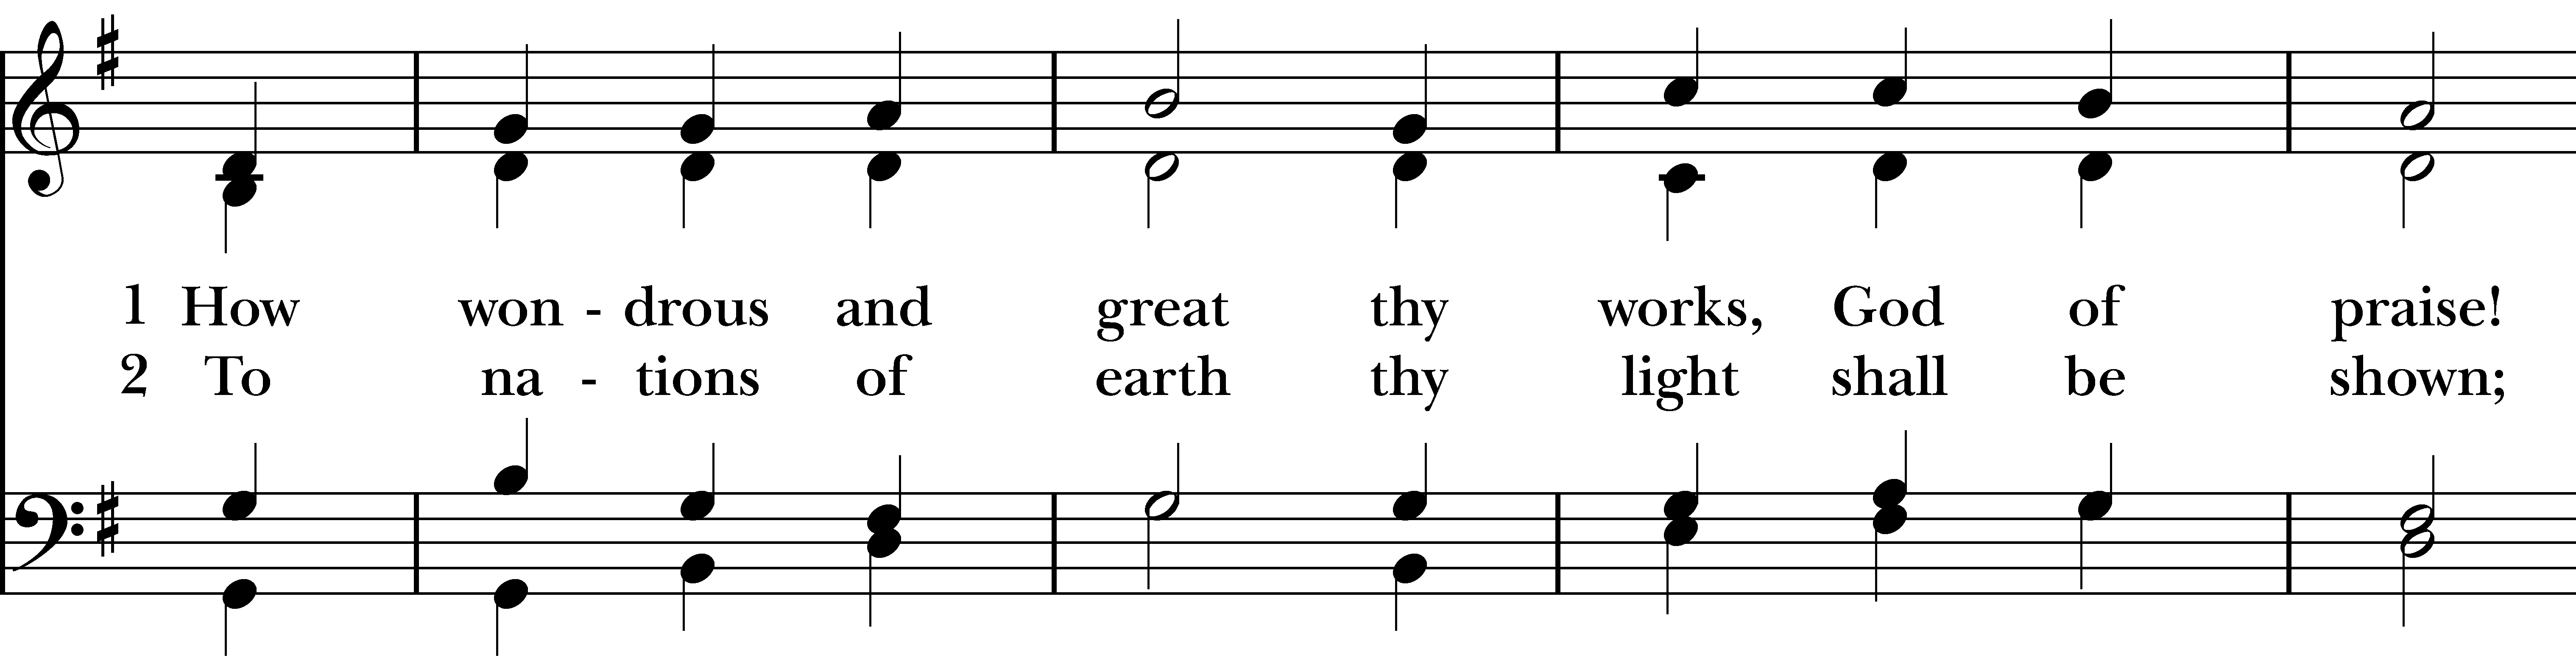 1 How won - drous and great thy works, God of praise!
2 To na - tions of earth thy light shall be shown;